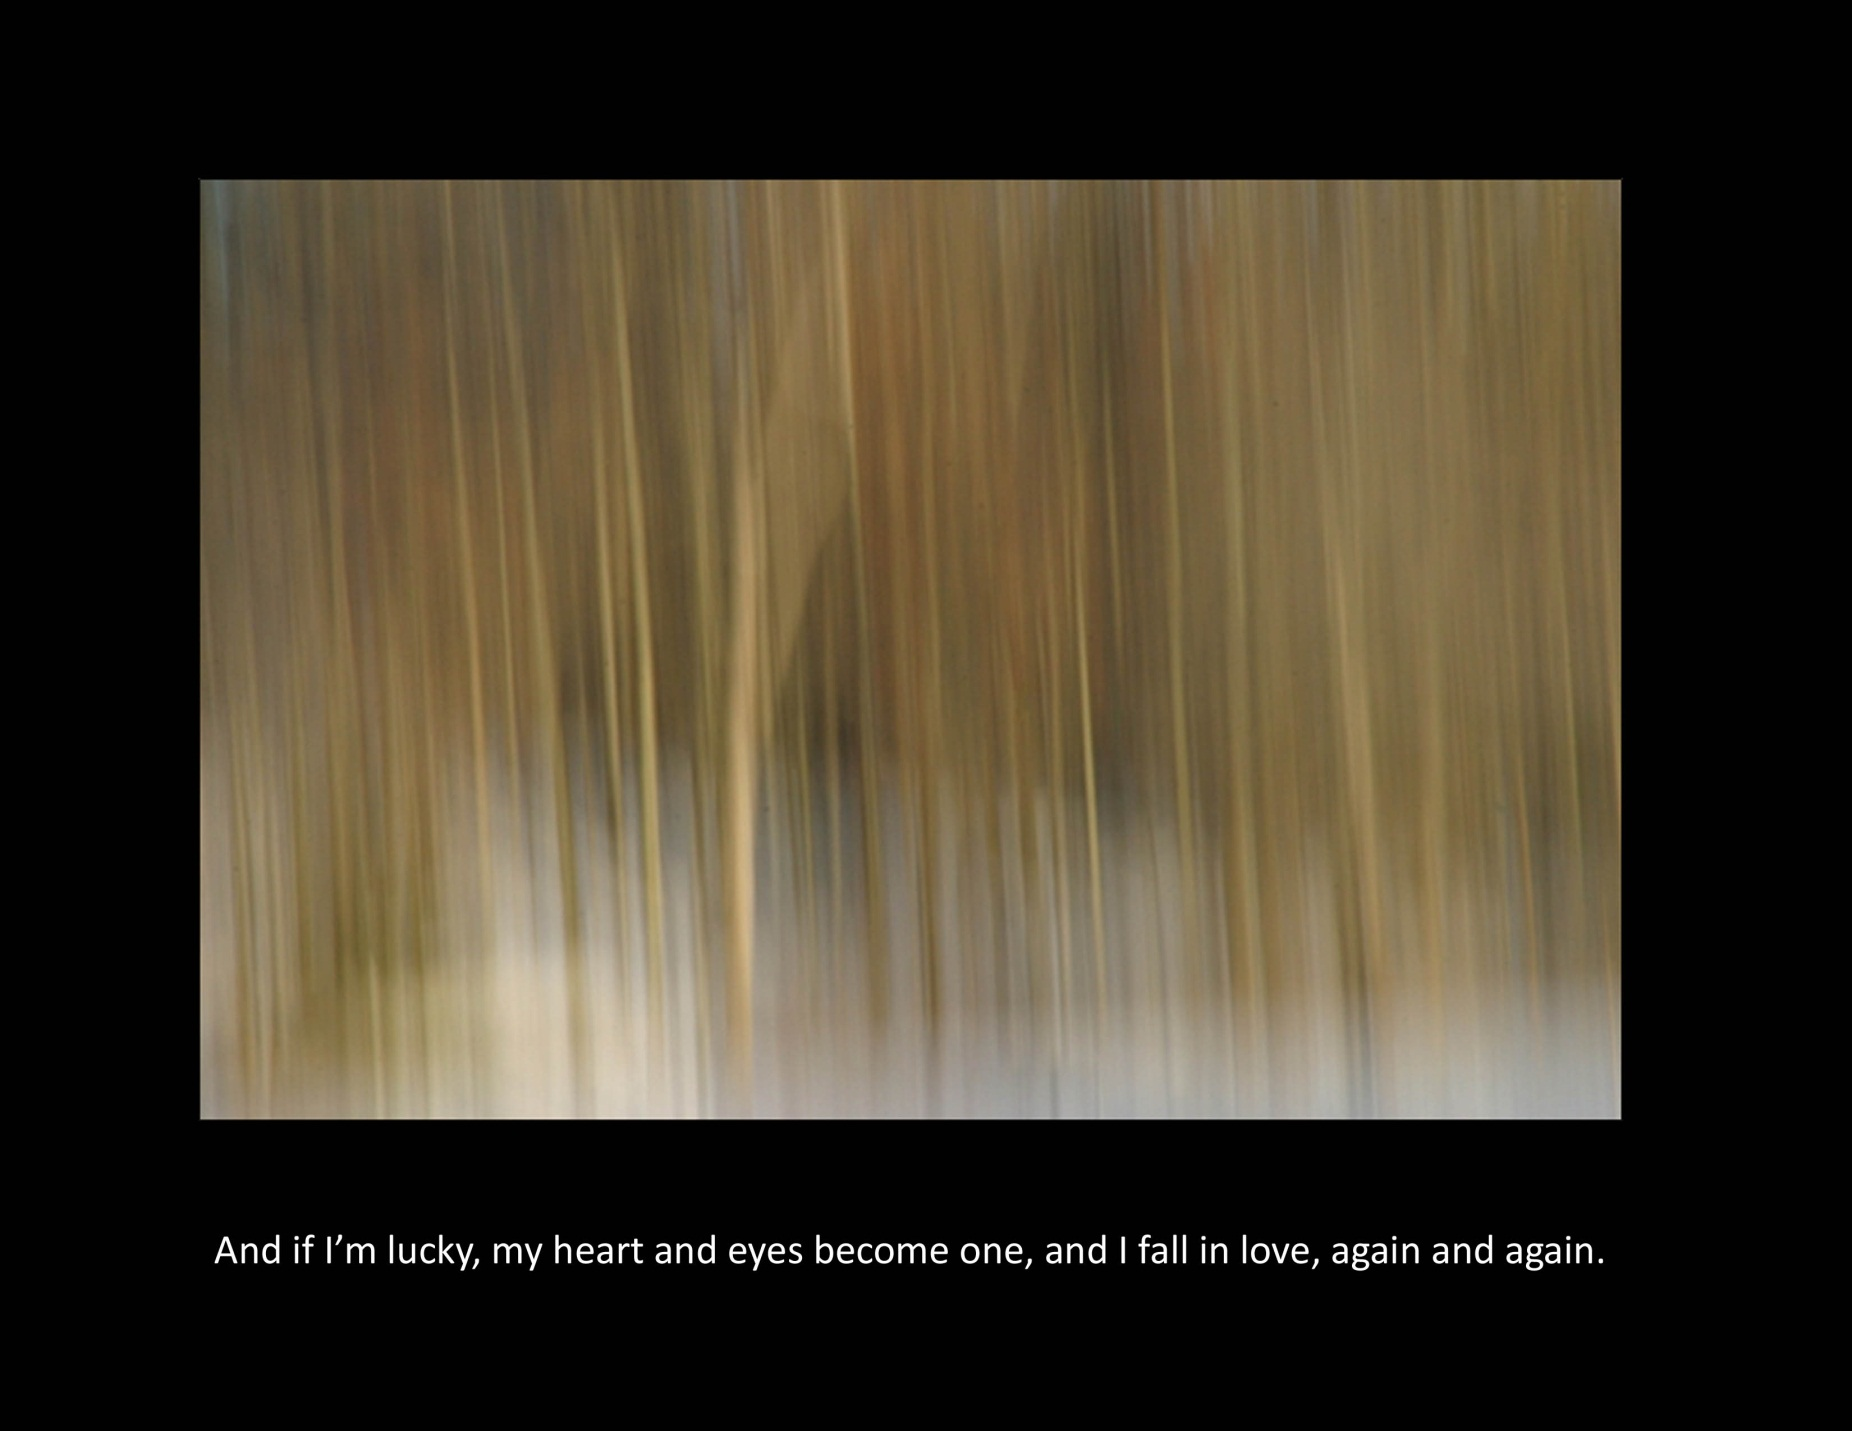 And if I’m lucky, my heart and eyes become one, and I fall in love, again and again.